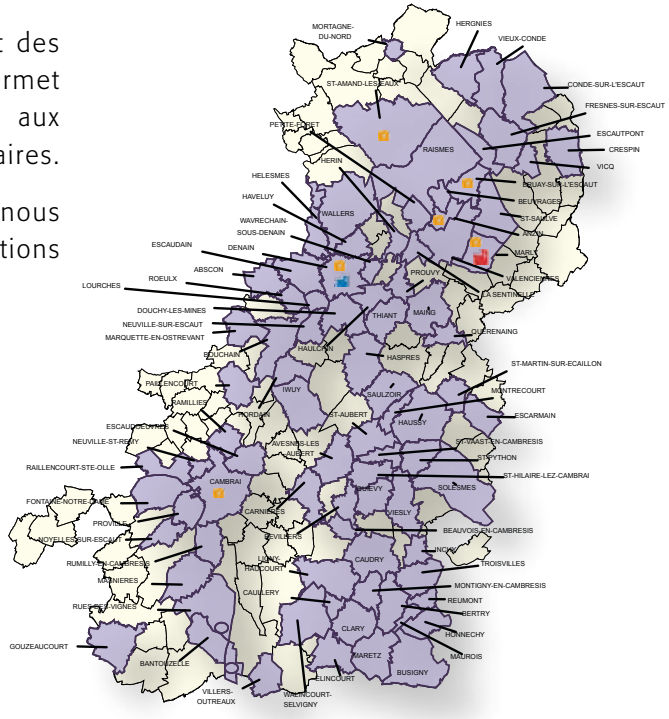 t des
rmet
aux
aires.
nous
tions
MORTAGNE-
DU-NORD
HERGNIES
VIEUX-CONDE
ST-AMAND-LES-EAUX
CONDE-SUR-L'ESCAUT
FRESNES-SUR-ESCAUT
PETITE-FORET
RAISMES
ESCAUTPONT
CRESPIN
HERIN
VICQ
HELESMES
BRUAY-SUR-L'ESCAUT
HAVELUY
BEUVRAGES
WALLERS
WAVRECHAIN-
SOUS-DENAIN
ST-SAULVE
ANZIN
ESCAUDAIN
DENAIN
MARLY
ABSCON
PROUVY
VALENCIENNES
ROEULX
LOURCHES
LA SENTINELLE
DOUCHY-LES-MINES
THIANT
MAING
NEUVILLE-SUR-ESCAUT
MARQUETTE-EN-OSTREVANT
QUERENAING
HAULCHIN
BOUCHAIN
HASPRES
ST-MARTIN-SUR-ECAILLON
PAILLENCOURT
IWUY
SAULZOIR
MONTRECOURT
RAMILLIES
HORDAIN
ST-AUBERT
HAUSSY
ESCARMAIN
ESCAUDOEUVRES
NEUVILLE-ST-REMY
AVESNES-LES
-AUBERT
ST-VAAST-EN-CAMBRESIS
ST-PYTHON
RAILLENCOURT-STE-OLLE
ST-HILAIRE-LEZ-CAMBRAI
CAMBRAI
QUIEVY
SOLESMES
FONTAINE-NOTRE-DAME
CARNIERES
VIESLY
PROVILLE
BEVILLERS
BEAUVOIS-EN-CAMBRESIS
NOYELLES-SUR-ESCAUT
INCHY
RUMILLY-EN-CAMBRESIS
LIGNY-
HAUCOURT
CAUDRY
TROISVILLES
MASNIERES
MONTIGNY-EN-CAMBRESIS
CAULLERY
REUMONT
RUES-DES-VIGNES
BERTRY
CLARY
HONNECHY
GOUZEAUCOURT
MARETZ
MAUROIS
BANTOUZELLE
BUSIGNY
ELINCOURT
VILLERS-
OUTREAUX
WALINCOURT-
SELVIGNY